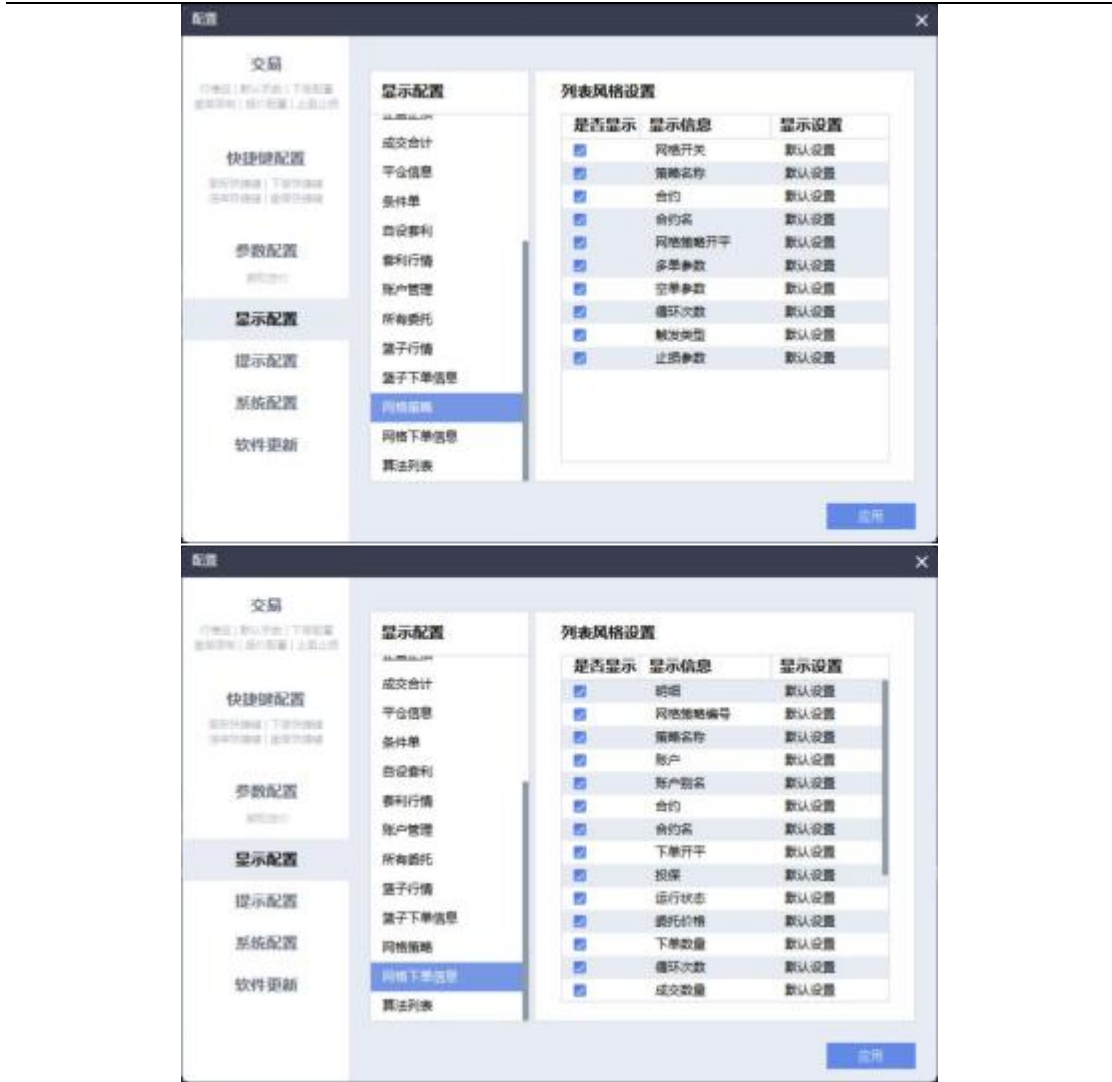 配置
交易
快捷键配置
参数配置
显示配置
提示配置
系统配置
软件更新
显示配置
成交合计
平仓信息
条件单
自设套利
套利行情
账户管理
所有委托
篮子行情
篮子下单信息
网格策略
网格下单信息
算法列表
列表风格设置
是否显示 显示信息 显示设置
网格开关 默认设置
策略名称 默认设置
合约 默认设置
合约名 默认设置
网格策略开平 默认设置
多单参数 默认设置
空单参数 默认设置
循环次数 默认设置
触发类型 默认设置
止损参数 默认设置
应用
配置
交易
快捷键配置
参数配置
显示配置
提示配置
系统配置
软件更新
显示配置
成交合计
平仓信息
条件单
自设套利
套利行情
账户管理
所有委托
篮子行情
篮子下单信息
网格策略
网格下单信息
算法列表
列表风格设置
是否显示 显示信息 显示设置
明细 默认设置
网格策略编号 默认设置
策略名称 默认设置
账户 默认设置
账户别名 默认设置
合约 默认设置
合约名 默认设置
下单开平 默认设置
投保 默认设置
运行状态 默认设置
委托价格 默认设置
下单数量 默认设置
循环次数 默认设置
成交数量 默认设置
应用